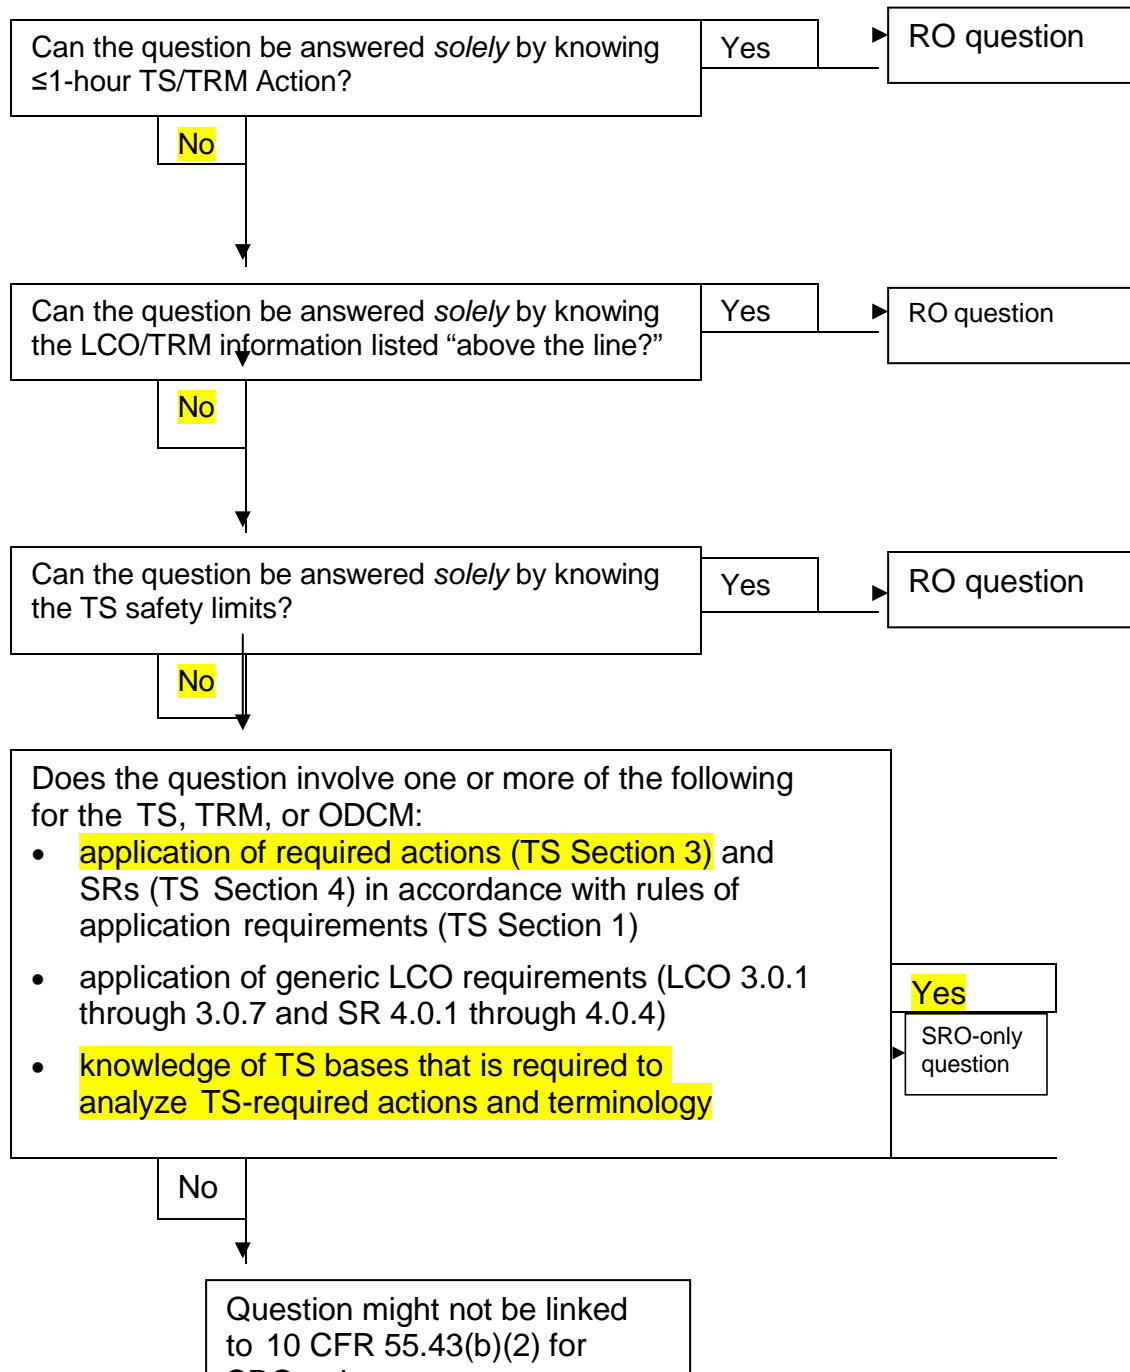 Can the question be answered solely by knowing
≤1-hour TS/TRM Action?
Yes
RO question
No
Can the question be answered solely by knowing
the LCO/TRM information listed “above the line?”
Yes
RO question
No
Can the question be answered solely by knowing
the TS safety limits?
Yes
RO question
No
Does the question involve one or more of the following
for the TS, TRM, or ODCM:
• application of required actions (TS Section 3) and
SRs (TS Section 4) in accordance with rules of
application requirements (TS Section 1)
• application of generic LCO requirements (LCO 3.0.1
through 3.0.7 and SR 4.0.1 through 4.0.4)
• knowledge of TS bases that is required to
analyze TS-required actions and terminology
Yes
SRO-only
question
No
Question might not be linked
to 10 CFR 55.43(b)(2) for